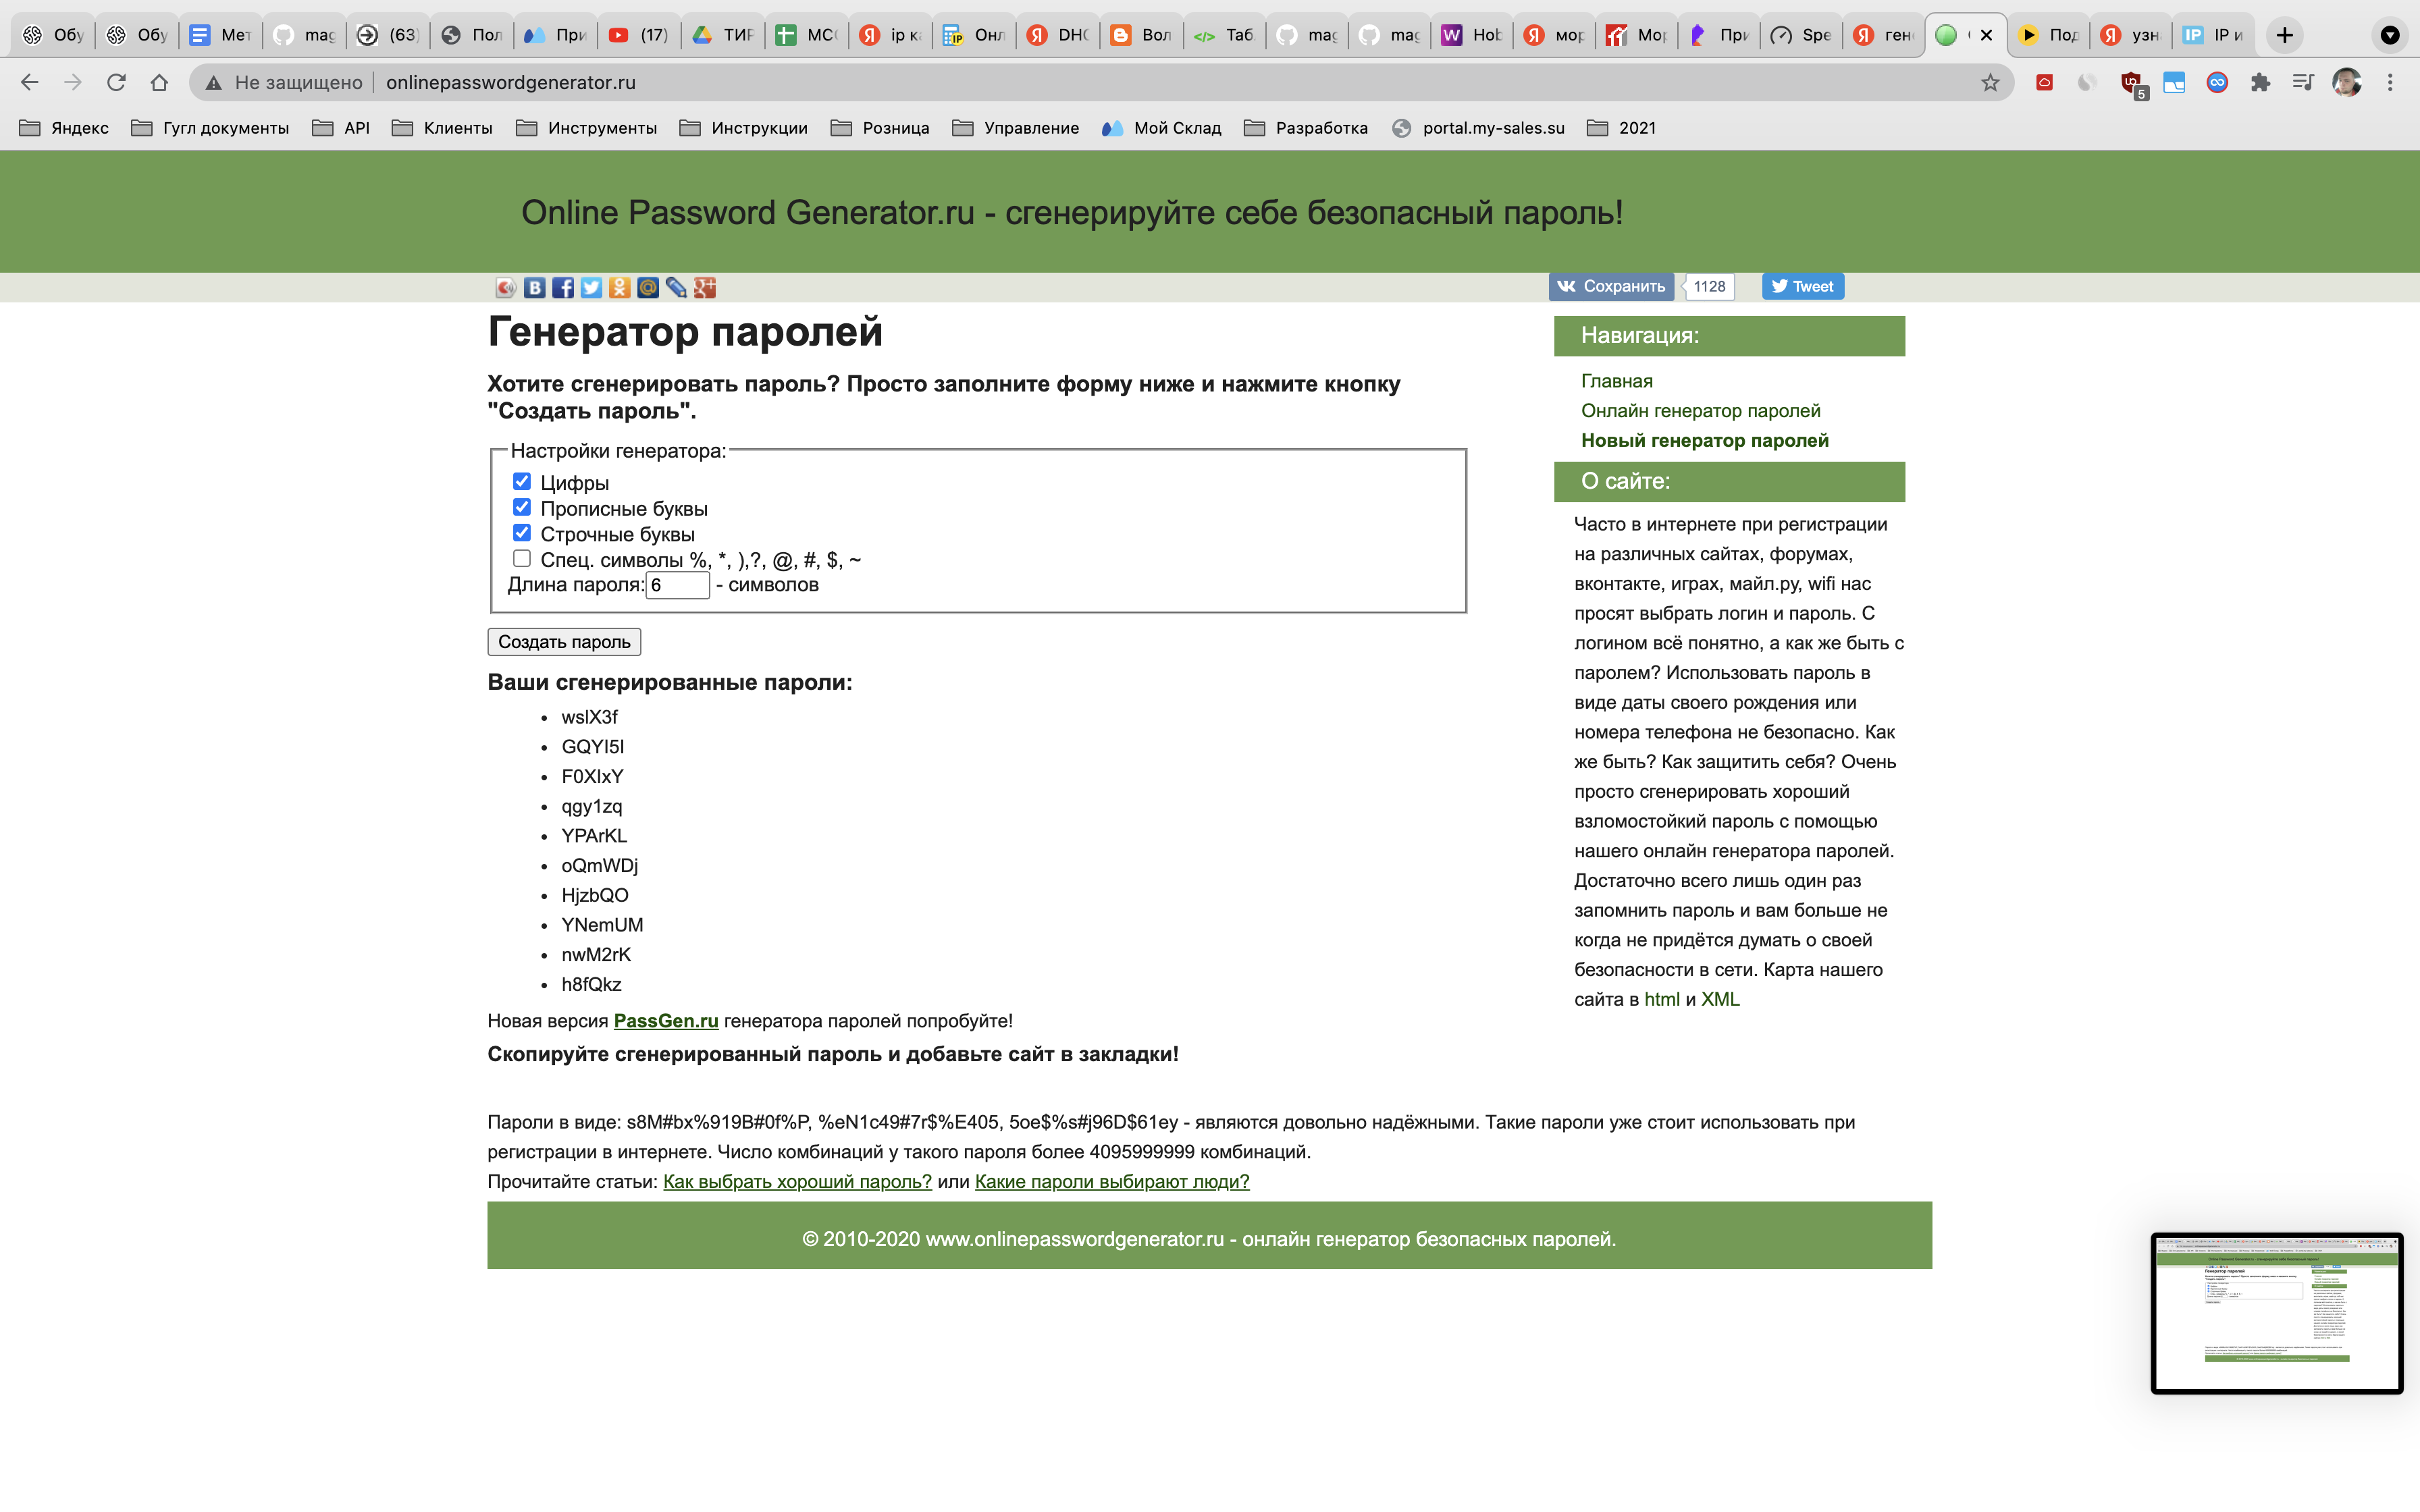 Обу Обу Мет mag (63) Пол При (17) ТИР МС ip ка Онл DHC Вол Таб mag mag Hob мор Мор При Spe ген Под узн IP и
Не защищено onlinepasswordgenerator.ru
5
Яндекс Гугл документы API Клиенты Инструменты Инструкции Розница Управление Мой Склад Разработка portal.my-sales.su 2021
Online Password Generator.ru - сгенерируйте себе безопасный пароль!
Сохранить 1128 Tweet
Генератор паролей
Хотите сгенерировать пароль? Просто заполните форму ниже и нажмите кнопку
"Создать пароль".
Настройки генератора:
Цифры
Прописные буквы
Строчные буквы
Спец. символы %, *, ),?, @, #, $, ~
Длина пароля: 6 - символов
Создать пароль
Ваши сгенерированные пароли:
wslX3f
GQYI5I
F0XIxY
qgy1zq
YPArKL
oQmWDj
HjzbQO
YNemUM
nwM2rK
h8fQkz
Новая версия PassGen.ru генератора паролей попробуйте!
Скопируйте сгенерированный пароль и добавьте сайт в закладки!
Навигация:
Главная
Онлайн генератор паролей
Новый генератор паролей
О сайте:
Часто в интернете при регистрации
на различных сайтах, форумах,
вконтакте, играх, майл.ру, wifi нас
просят выбрать логин и пароль. С
логином всё понятно, а как же быть с
паролем? Использовать пароль в
виде даты своего рождения или
номера телефона не безопасно. Как
же быть? Как защитить себя? Очень
просто сгенерировать хороший
взломостойкий пароль с помощью
нашего онлайн генератора паролей.
Достаточно всего лишь один раз
запомнить пароль и вам больше не
когда не придётся думать о своей
безопасности в сети. Карта нашего
сайта в html и XML
Пароли в виде: s8M#bx%919B#0f%P, %eN1c49#7r$%E405, 5oe$%s#j96D$61ey - являются довольно надёжными. Такие пароли уже стоит использовать при
регистрации в интернете. Число комбинаций у такого пароля более 4095999999 комбинаций.
Прочитайте статьи: Как выбрать хороший пароль? или Какие пароли выбирают люди?
© 2010-2020 www.onlinepasswordgenerator.ru - онлайн генератор безопасных паролей.